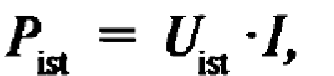 P_ist = U_ist · I,